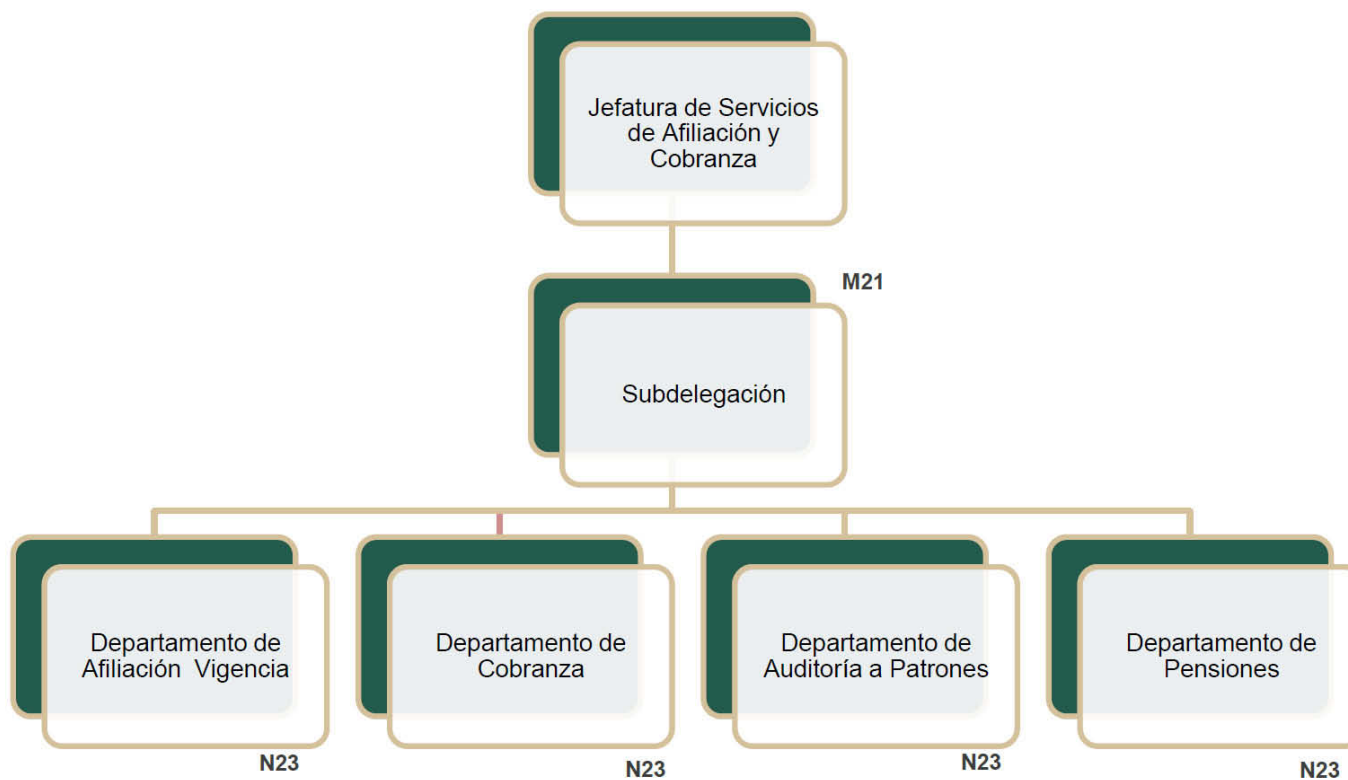 Jefatura de Servicios
de Afiliación y
Cobranza
M21
Subdelegación
Departamento de
Afiliación  Vigencia
Departamento de
Cobranza
Departamento de
Auditoría a Patrones
Departamento de
Pensiones
N23
N23
N23
N23